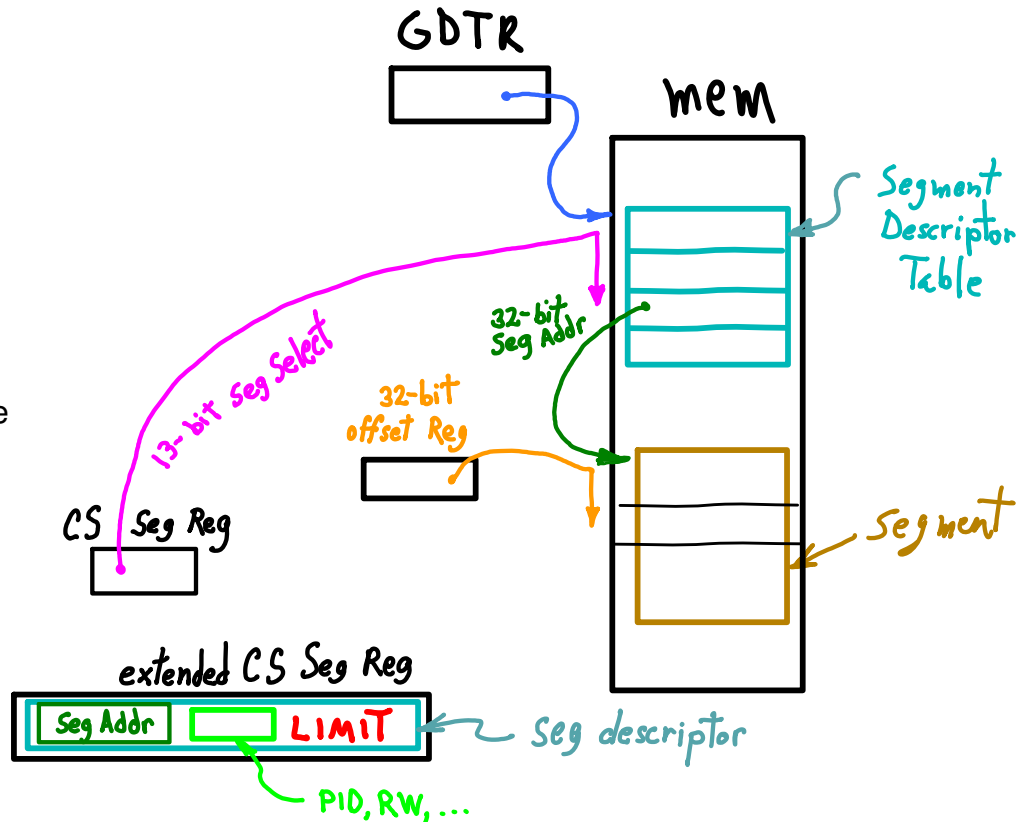 GDTR
mem
Segment
Descriptor
Table
32-bit
Seg Addr
13-bit Seg Select
32-bit
offset Reg
e
CS Seg Reg
segment
extended CS Seg Reg
Seg Addr
LIMIT
seg descriptor
PID, RW, ...